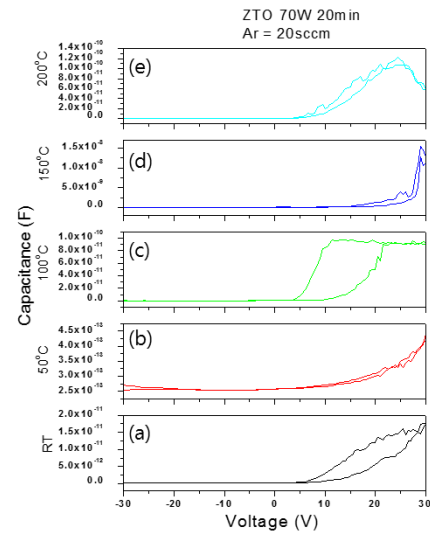 ZTO 70W 20min
Ar = 20sccm
Capacitance (F)
200°C
(e)
1.4x10⁻¹⁰
1.2x10⁻¹⁰
1.0x10⁻¹⁰
8.0x10⁻¹¹
6.0x10⁻¹¹
4.0x10⁻¹¹
2.0x10⁻¹¹
0.0
150°C
(d)
1.5x10⁻⁸
1.0x10⁻⁸
5.0x10⁻⁹
0.0
100°C
(c)
1.0x10⁻¹⁰
8.0x10⁻¹¹
6.0x10⁻¹¹
4.0x10⁻¹¹
2.0x10⁻¹¹
0.0
50°C
(b)
4.5x10⁻¹³
4.0x10⁻¹³
3.5x10⁻¹³
3.0x10⁻¹³
2.5x10⁻¹³
RT
(a)
2.0x10⁻¹¹
1.5x10⁻¹¹
1.0x10⁻¹¹
5.0x10⁻¹²
0.0
-30 -20 -10 0 10 20 30
Voltage (V)